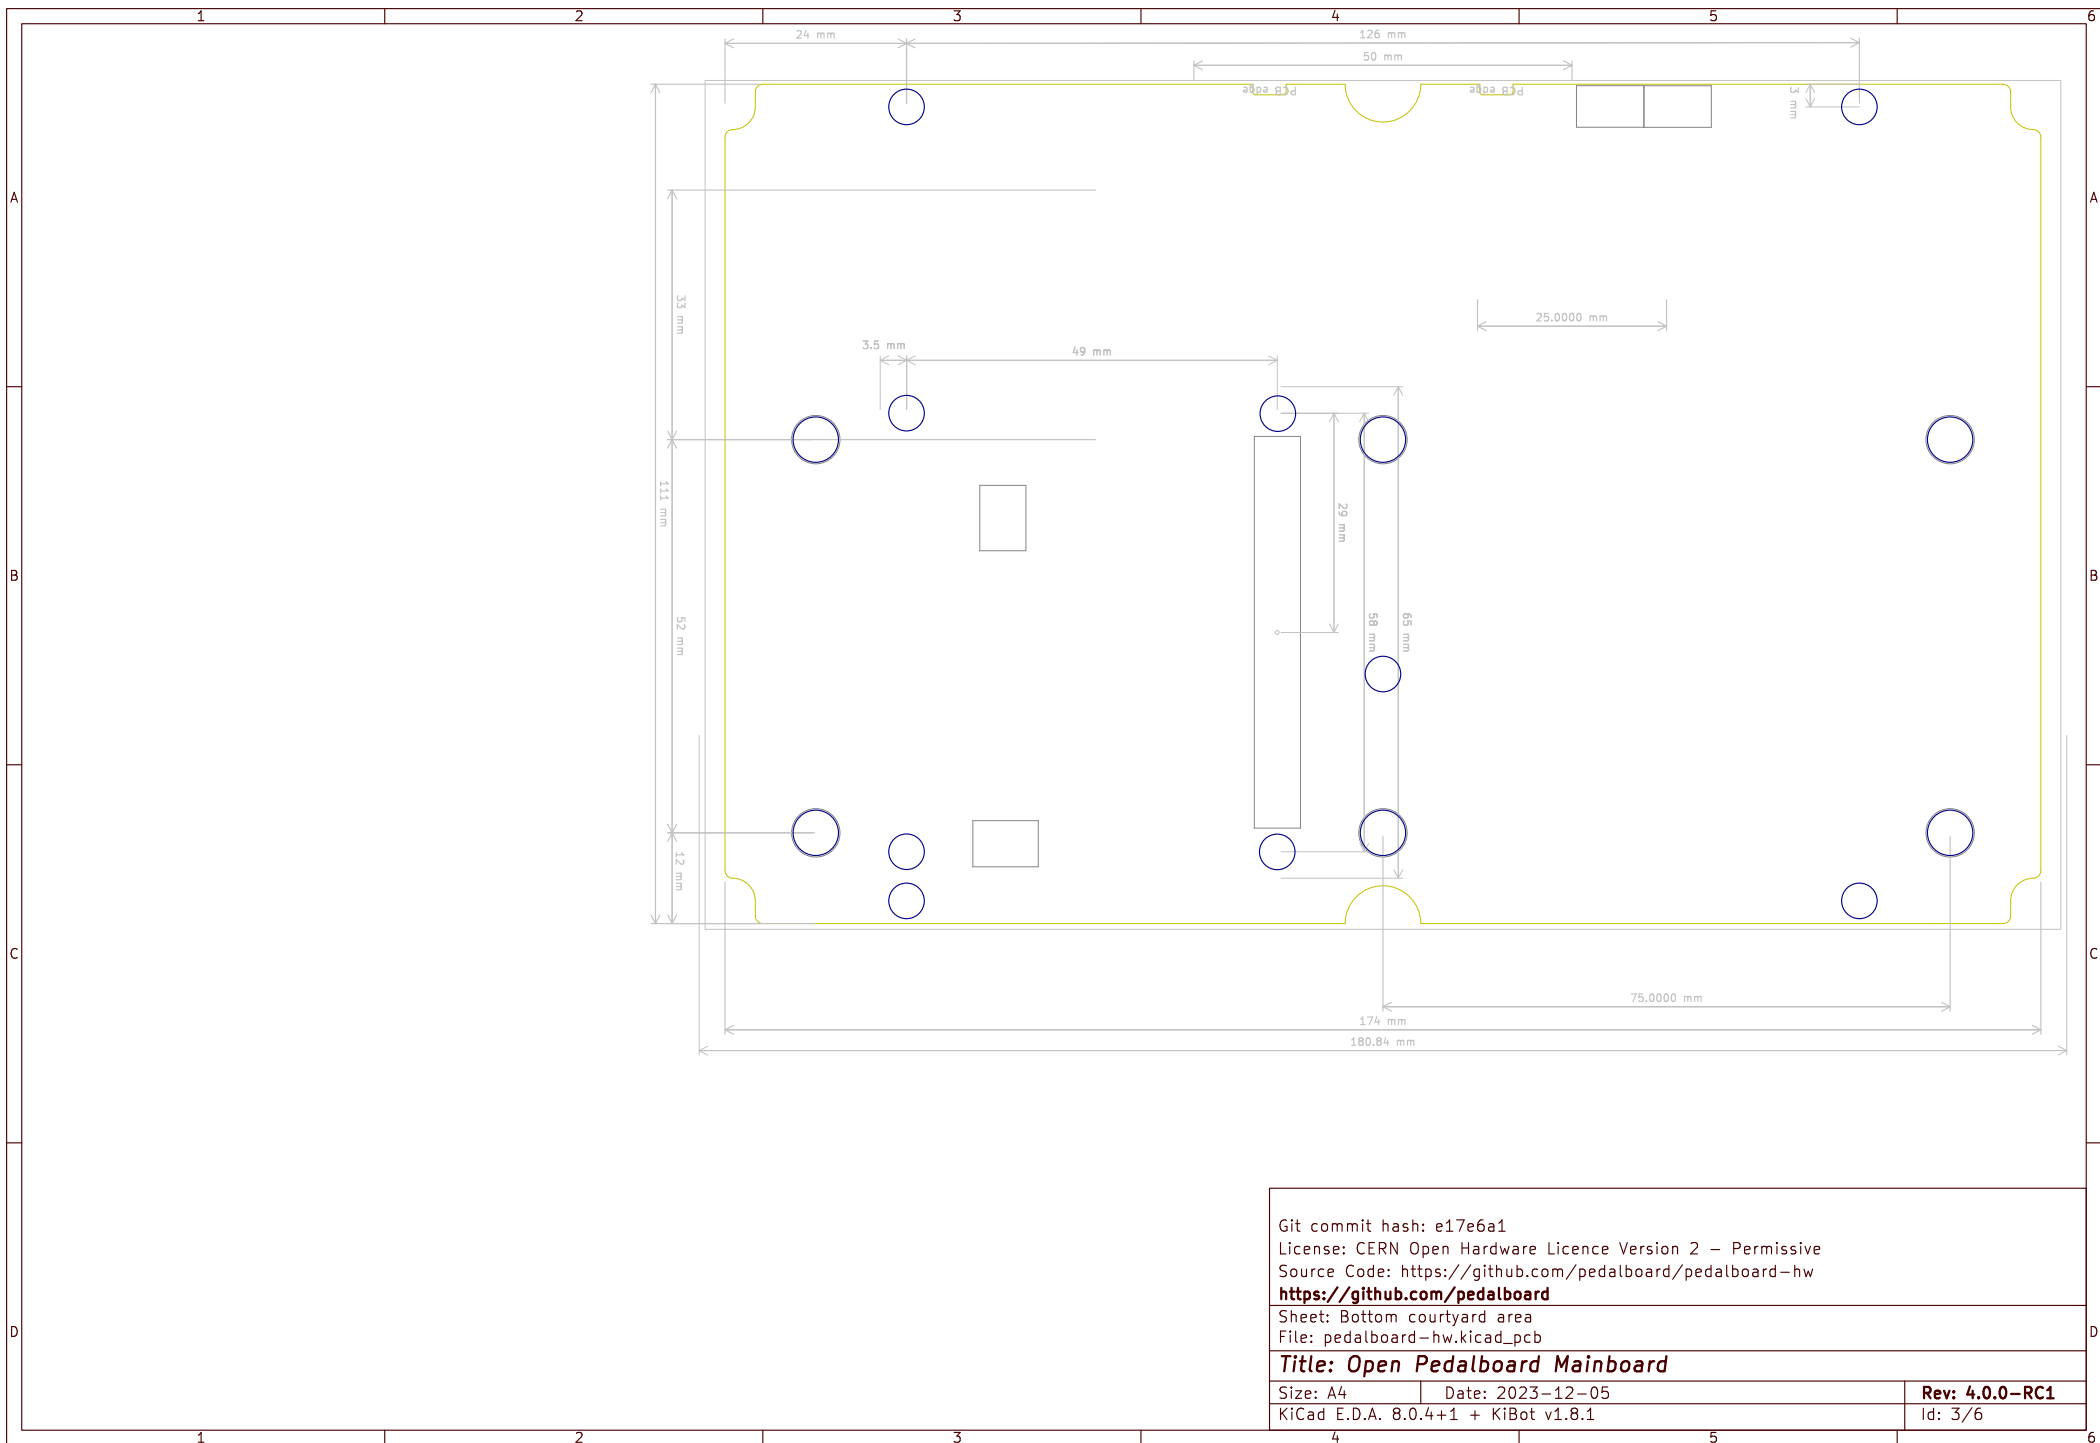 1 2 3 4 5 6
24 mm
126 mm
50 mm
PCB edge
PCB edge
3 mm
A
A
33 mm
25.0000 mm
3.5 mm
49 mm
111 mm
29 mm
B
B
52 mm
58 mm
65 mm
12 mm
C
C
75.0000 mm
174 mm
180.84 mm
Git commit hash: e17e6a1
License: CERN Open Hardware Licence Version 2 - Permissive
Source Code: https://github.com/pedalboard/pedalboard-hw
https://github.com/pedalboard
Sheet: Bottom courtyard area
D
D
File: pedalboard-hw.kicad_pcb
Title: Open Pedalboard Mainboard
Size: A4
Date: 2023-12-05
Rev: 4.0.0-RC1
KiCad E.D.A. 8.0.4+1 + KiBot v1.8.1
Id: 3/6
1 2 3 4 5 6